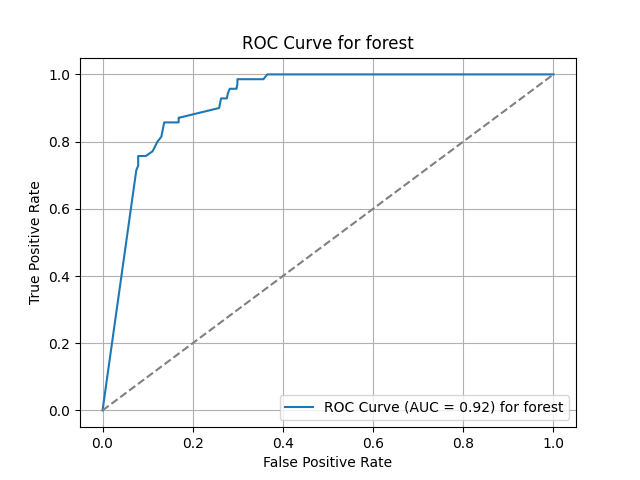 ROC Curve for forest
1.0
0.8
0.6
0.4
0.2
0.0
True Positive Rate
0.0 0.2 0.4 0.6 0.8 1.0
False Positive Rate
ROC Curve (AUC = 0.92) for forest